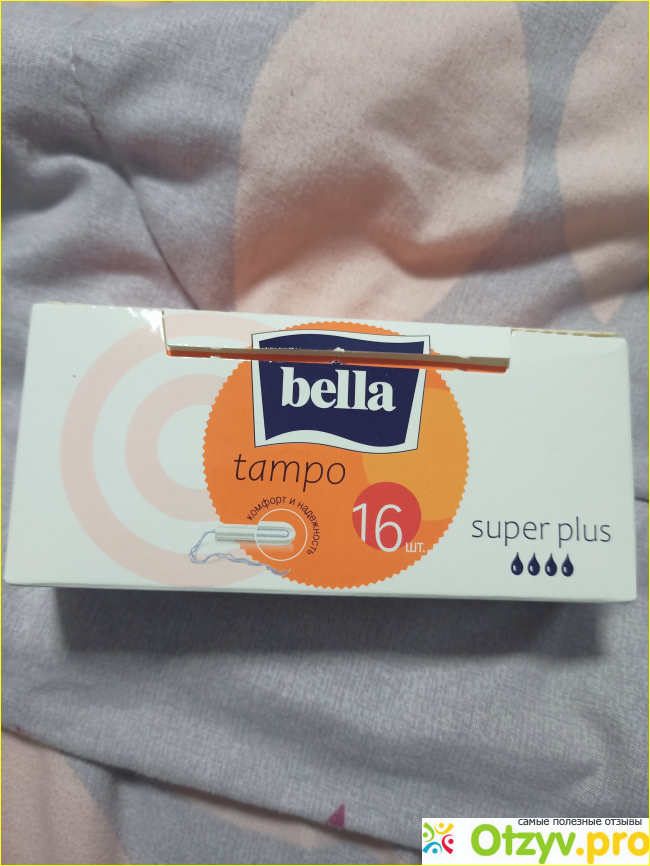 bella
tampo
комфорт и надежность
16
шт.
super plus
самые полезные отзывы
Otzyv.pro